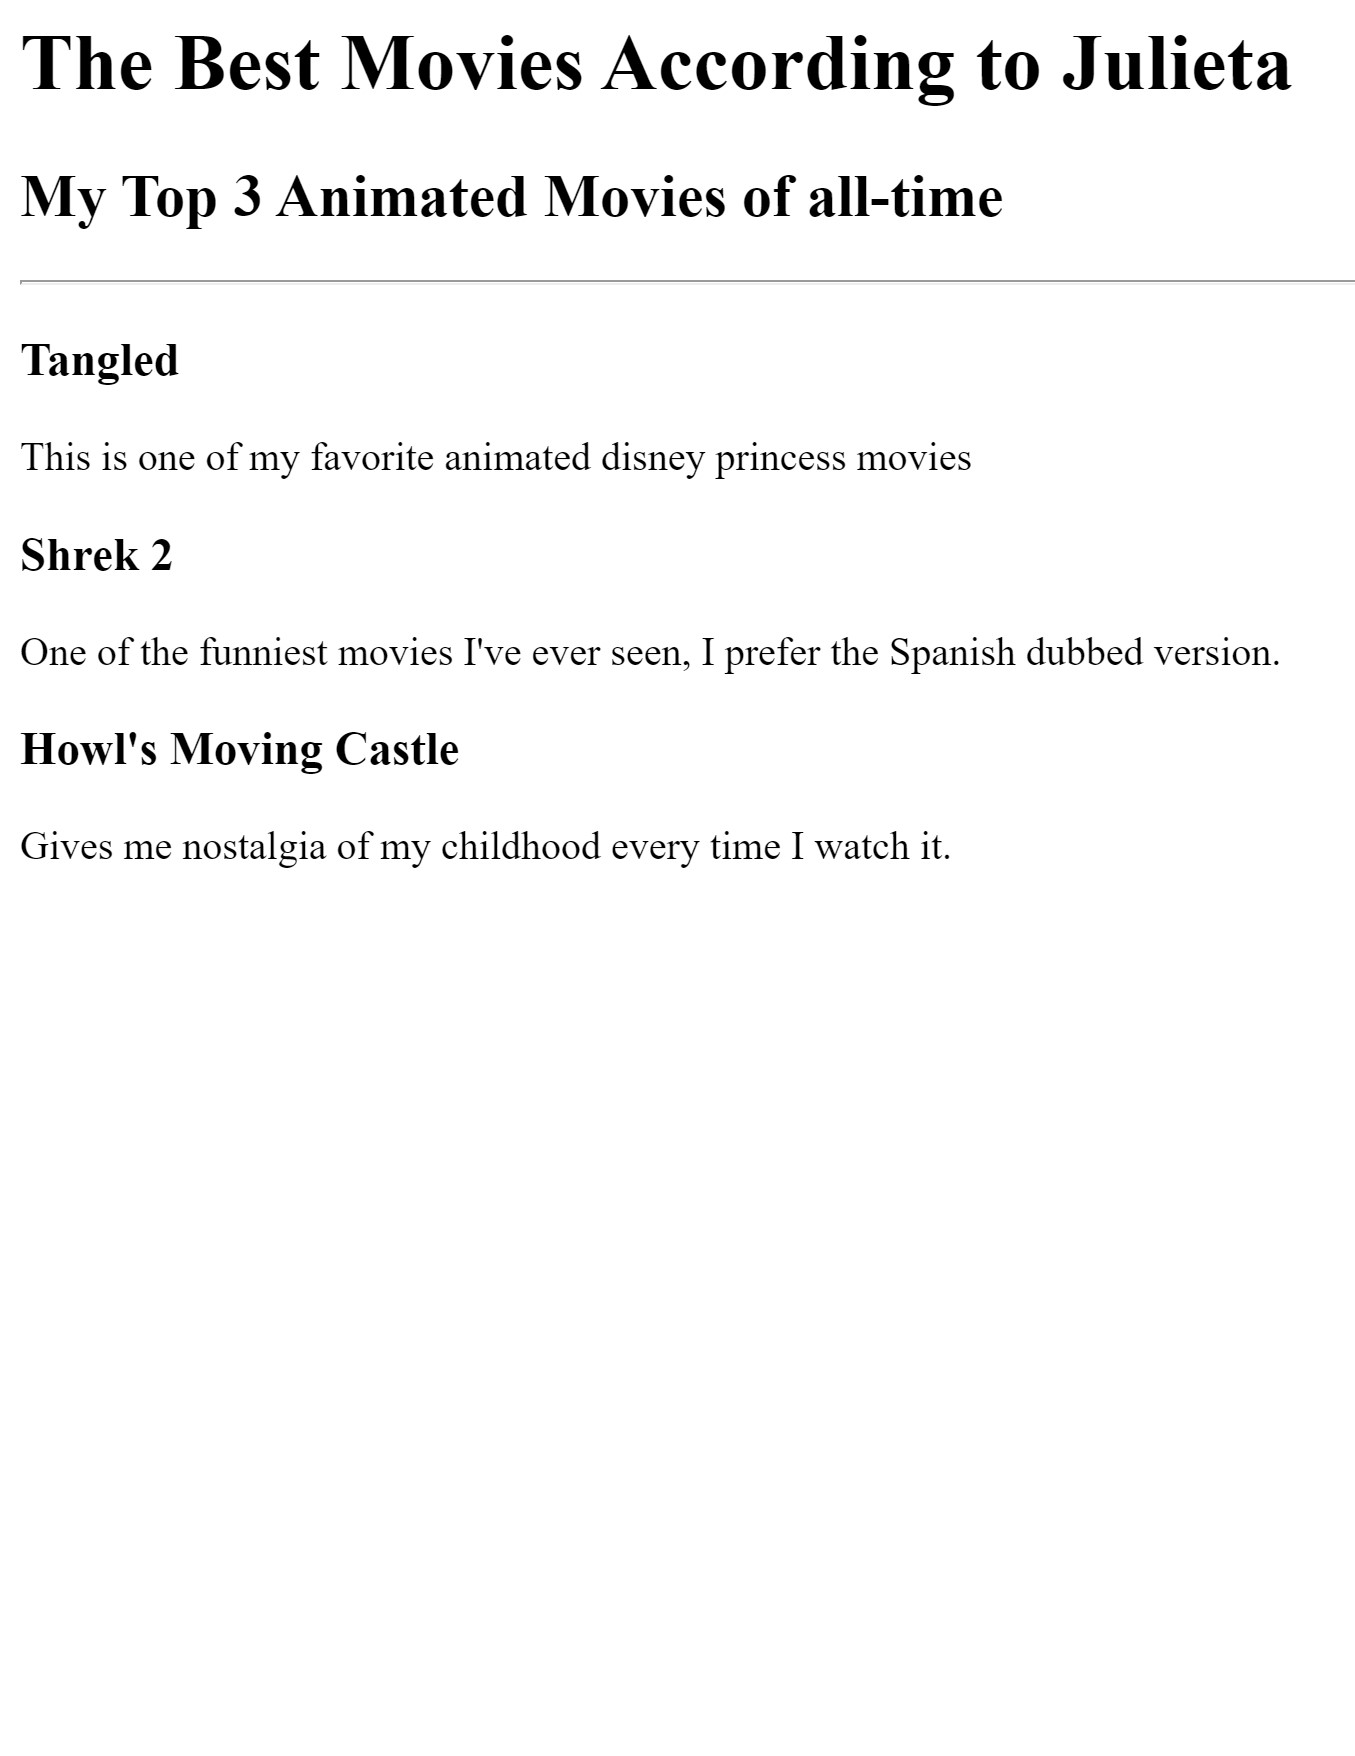 The Best Movies According to Julieta
My Top 3 Animated Movies of all-time
Tangled
This is one of my favorite animated disney princess movies
Shrek 2
One of the funniest movies I've ever seen, I prefer the Spanish dubbed version.
Howl's Moving Castle
Gives me nostalgia of my childhood every time I watch it.